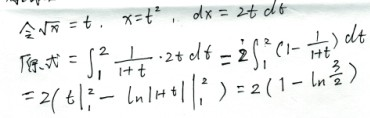 令√x = t, x = t², dx = 2t dt
原式 = ∫₁² 1/(1+t) · 2t dt = 2∫₁² (1 - 1/(1+t)) dt
= 2(t|₁² - ln|1+t||₁²) = 2(1 - ln 3/2)